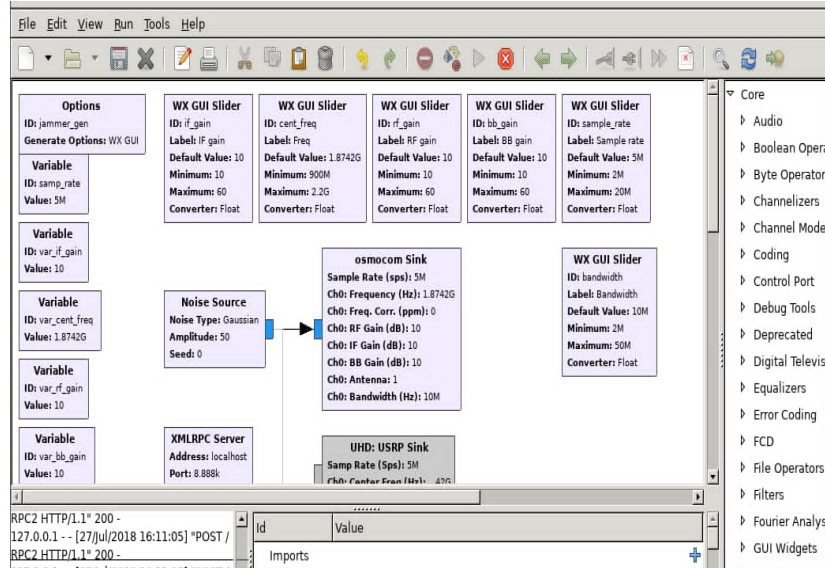 File Edit View Run Tools Help
Options
ID: jammer_gen
Generate Options: WX GUI
Variable
ID: samp_rate
Value: 5M
Variable
ID: var_if_gain
Value: 10
Variable
ID: var_cent_freq
Value: 1.8742G
Variable
ID: var_rf_gain
Value: 10
Variable
ID: var_bb_gain
Value: 10
WX GUI Slider
ID: if_gain
Label: IF gain
Default Value: 10
Minimum: 10
Maximum: 60
Converter: Float
WX GUI Slider
ID: cent_freq
Label: Freq
Default Value: 1.8742G
Minimum: 900M
Maximum: 2.2G
Converter: Float
WX GUI Slider
ID: rf_gain
Label: RF gain
Default Value: 10
Minimum: 10
Maximum: 60
Converter: Float
WX GUI Slider
ID: bb_gain
Label: BB gain
Default Value: 10
Minimum: 10
Maximum: 60
Converter: Float
WX GUI Slider
ID: sample_rate
Label: Sample rate
Default Value: 5M
Minimum: 2M
Maximum: 20M
Converter: Float
Noise Source
Noise Type: Gaussian
Amplitude: 50
Seed: 0
osmocom Sink
Sample Rate (sps): 5M
Ch0: Frequency (Hz): 1.8742G
Ch0: Freq. Corr. (ppm): 0
Ch0: RF Gain (dB): 10
Ch0: IF Gain (dB): 10
Ch0: BB Gain (dB): 10
Ch0: Antenna: 1
Ch0: Bandwidth (Hz): 10M
WX GUI Slider
ID: bandwidth
Label: Bandwidth
Default Value: 10M
Minimum: 2M
Maximum: 50M
Converter: Float
XMLRPC Server
Address: localhost
Port: 8.888k
UHD: USRP Sink
Samp Rate (Sps): 5M
Ch0: Center Freq (Hz): .42G
Core
Audio
Boolean Opera
Byte Operator
Channelizers
Channel Mode
Coding
Control Port
Debug Tools
Deprecated
Digital Televis
Equalizers
Error Coding
FCD
File Operators
Filters
Fourier Analys
GUI Widgets
RPC2 HTTP/1.1" 200 -
127.0.0.1 - - [27/Jul/2018 16:11:05] "POST /
RPC2 HTTP/1.1" 200 -
Id Value
Imports